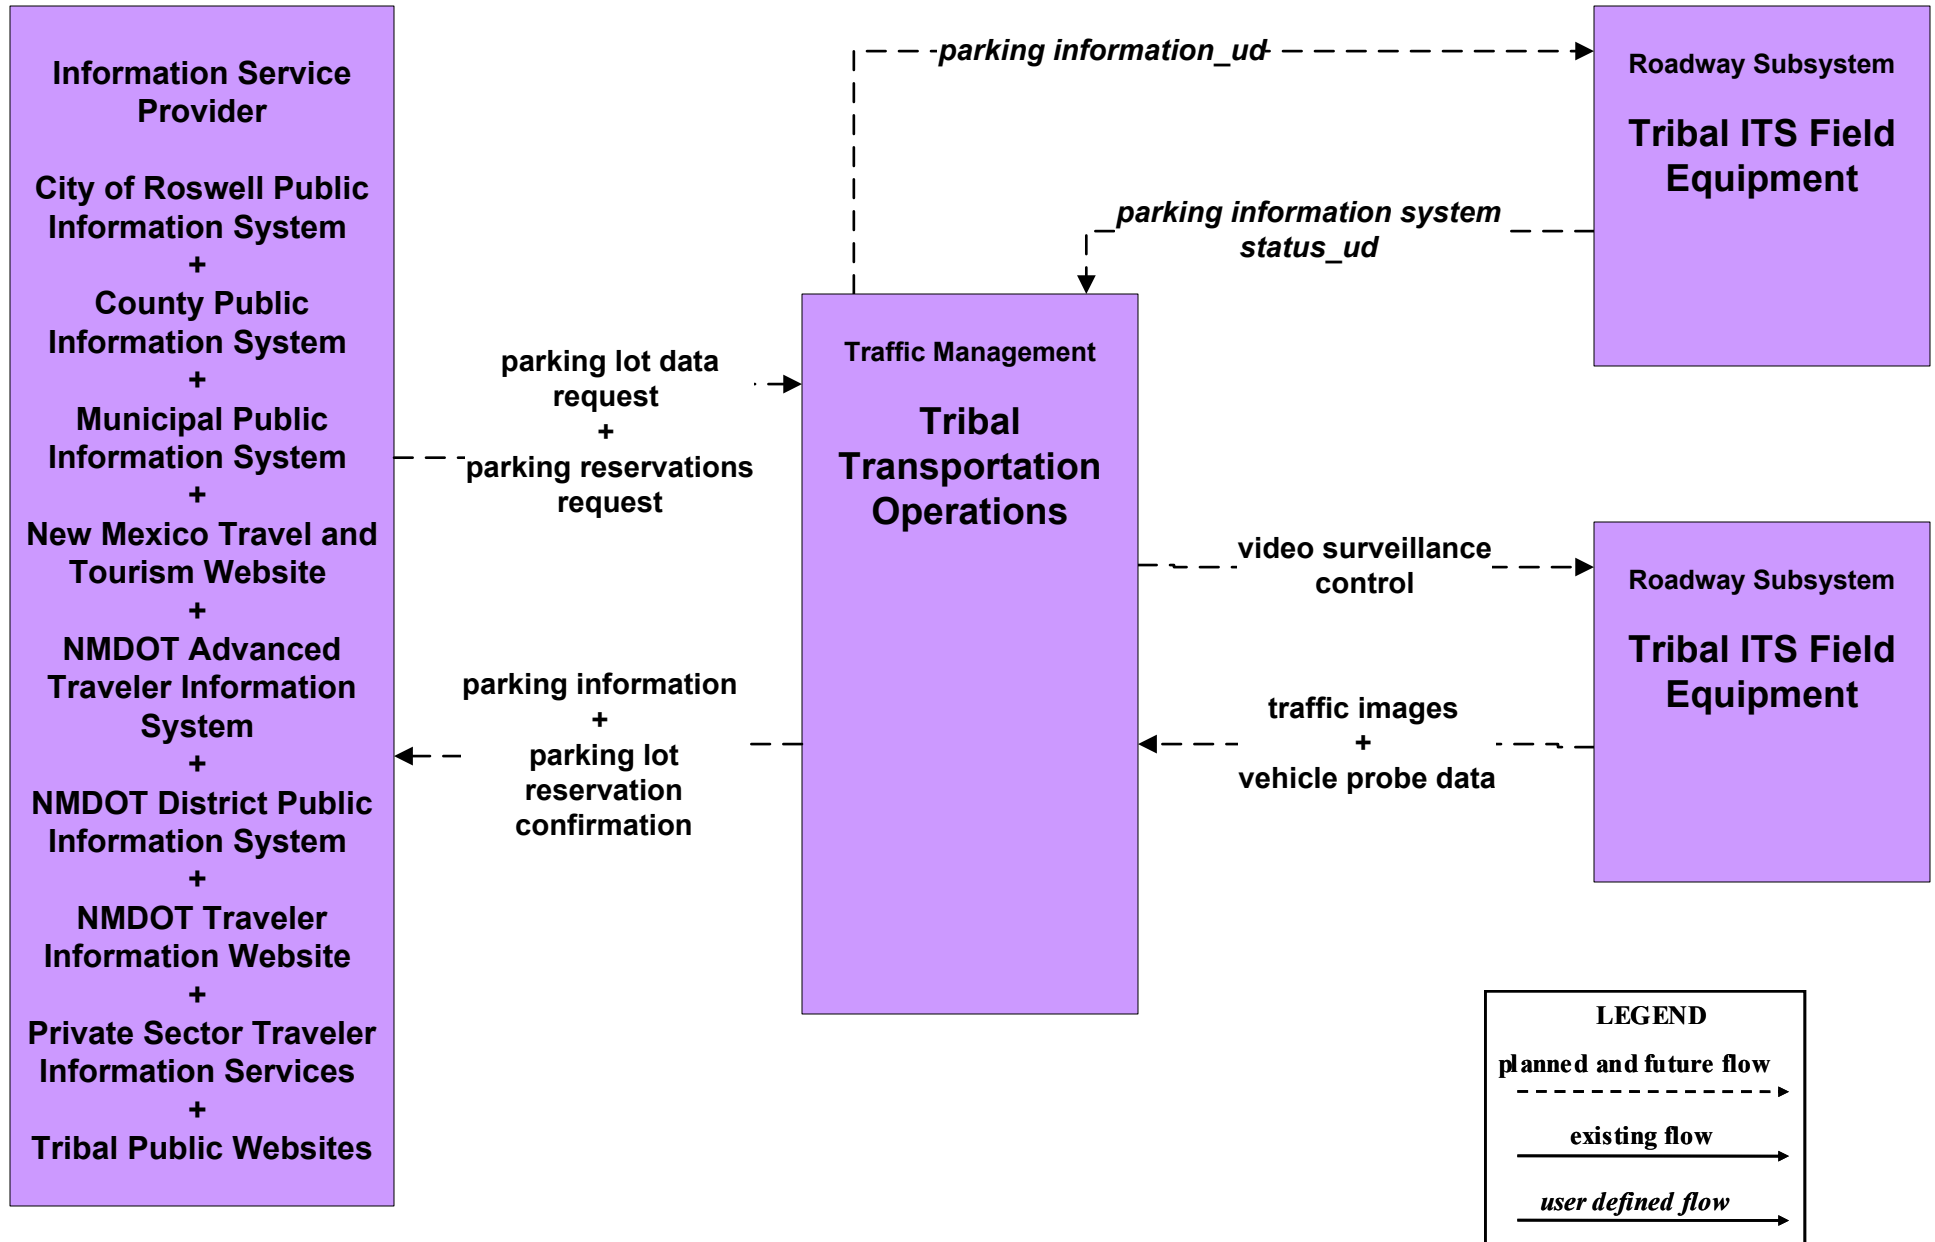 Information Service
Provider
City of Roswell Public
Information System
+
County Public
Information System
+
Municipal Public
Information System
+
New Mexico Travel and
Tourism Website
+
NMDOT Advanced
Traveler Information
System
+
NMDOT District Public
Information System
+
NMDOT Traveler
Information Website
+
Private Sector Traveler
Information Services
+
Tribal Public Websites
parking lot data
request
+
parking reservations
request
parking information
+
parking lot
reservation
confirmation
Traffic Management
Tribal
Transportation
Operations
parking information_ud
parking information system
status_ud
Roadway Subsystem
Tribal ITS Field
Equipment
video surveillance
control
traffic images
+
vehicle probe data
Roadway Subsystem
Tribal ITS Field
Equipment
LEGEND
planned and future flow
existing flow
user defined flow